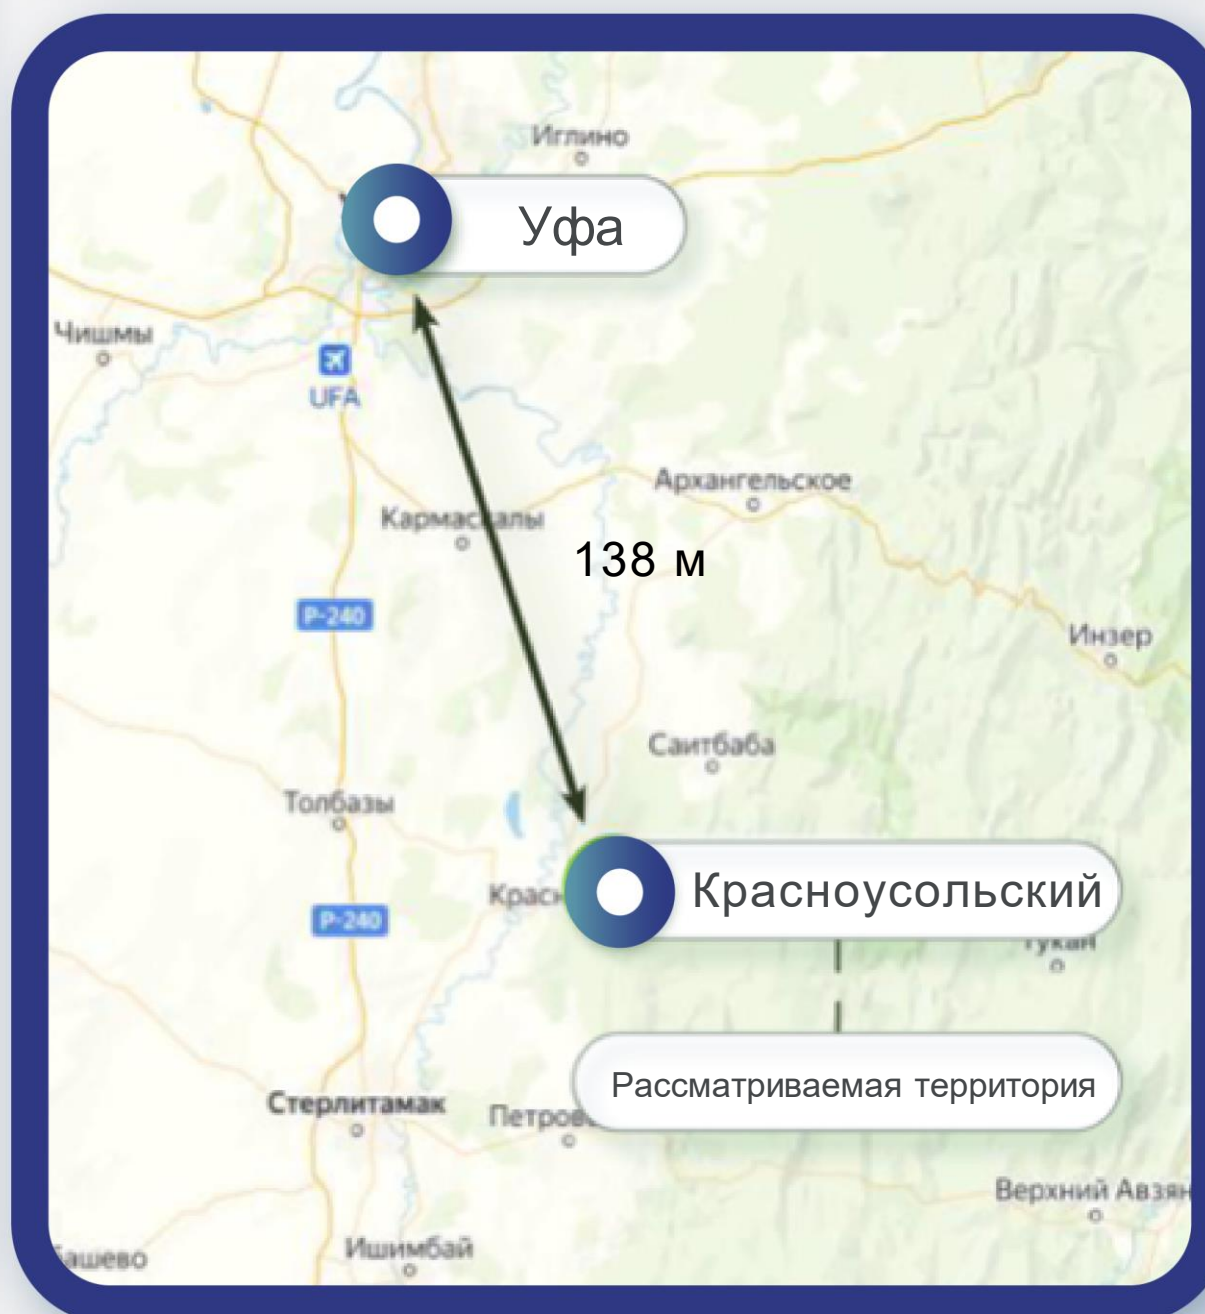 Иглино
Уфа
Чишмы
UFA
Архангельское
Кармаскалы
138 м
Р-240
Инзер
Саитбаба
Толбазы
Красноусольский
Р-240
Тукан
Рассматриваемая территория
Стерлитамак
Верхний Авзян
Ишимбай